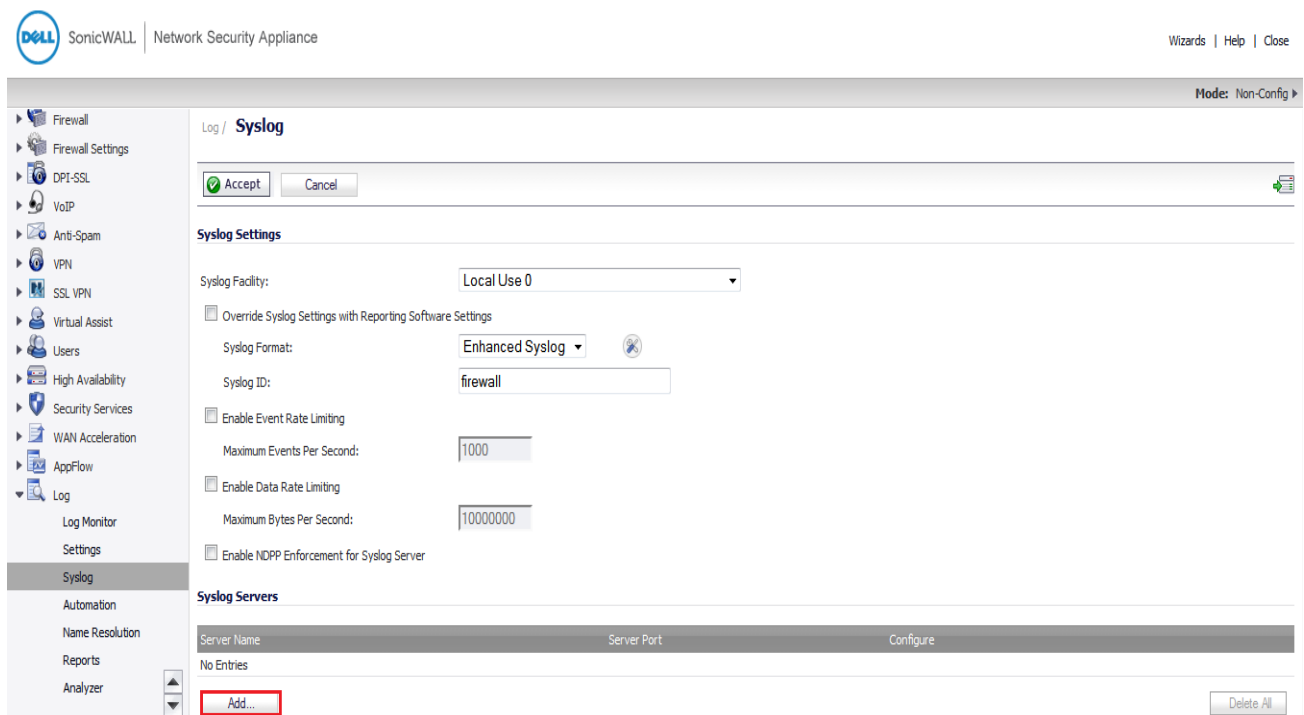 DELL SonicWALL | Network Security Appliance
Wizards | Help | Close
Mode: Non-Config
Firewall
Firewall Settings
DPI-SSL
VoIP
Anti-Spam
VPN
SSL VPN
Virtual Assist
Users
High Availability
Security Services
WAN Acceleration
AppFlow
Log
Log Monitor
Settings
Syslog
Automation
Name Resolution
Reports
Analyzer
Log / Syslog
Accept Cancel
Syslog Settings
Syslog Facility: Local Use 0
Override Syslog Settings with Reporting Software Settings
Syslog Format: Enhanced Syslog
Syslog ID: firewall
Enable Event Rate Limiting
Maximum Events Per Second: 1000
Enable Data Rate Limiting
Maximum Bytes Per Second: 10000000
Enable NDPP Enforcement for Syslog Server
Syslog Servers
Server Name Server Port Configure
No Entries
Add... Delete All